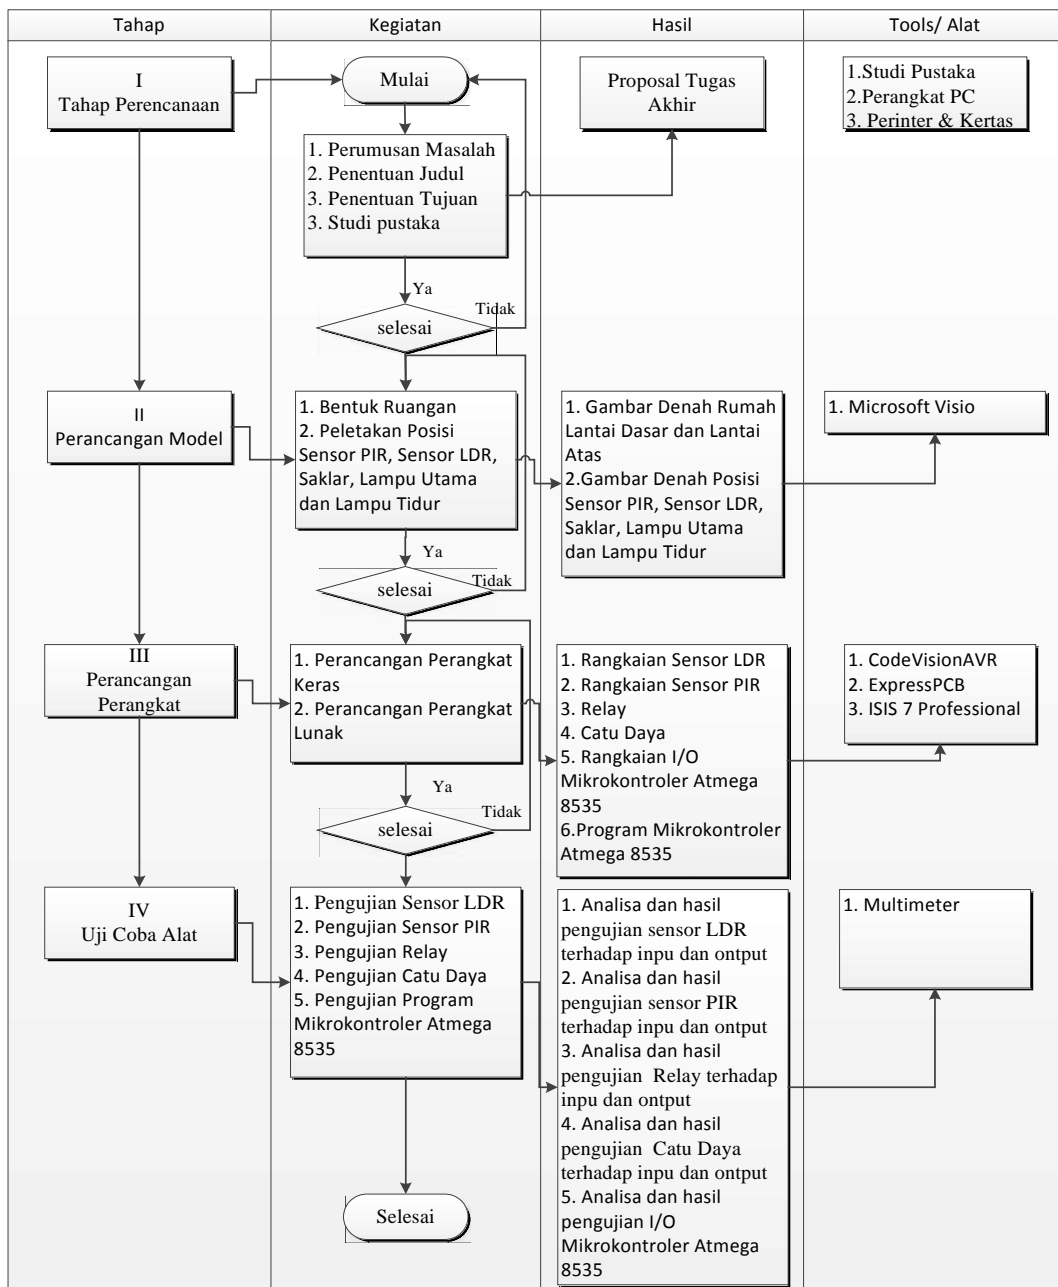 Tahap
Kegiatan
Hasil
Tools/ Alat
I
Tahap Perencanaan
Mulai
Proposal Tugas
Akhir
1.Studi Pustaka
2.Perangkat PC
3. Perinter & Kertas
1. Perumusan Masalah
2. Penentuan Judul
3. Penentuan Tujuan
3. Studi pustaka
Ya
Tidak
selesai
II
Perancangan Model
1. Bentuk Ruangan
2. Peletakan Posisi
Sensor PIR, Sensor LDR,
Saklar, Lampu Utama
dan Lampu Tidur
1. Gambar Denah Rumah
Lantai Dasar dan Lantai
Atas
2.Gambar Denah Posisi
Sensor PIR, Sensor LDR,
Saklar, Lampu Utama
dan Lampu Tidur
1. Microsoft Visio
Ya
Tidak
selesai
III
Perancangan
Perangkat
1. Perancangan Perangkat
Keras
2. Perancangan Perangkat
Lunak
1. Rangkaian Sensor LDR
2. Rangkaian Sensor PIR
3. Relay
4. Catu Daya
5. Rangkaian I/O
Mikrokontroler Atmega
8535
6.Program Mikrokontroler
Atmega 8535
1. CodeVisionAVR
2. ExpressPCB
3. ISIS 7 Professional
Ya
Tidak
selesai
IV
Uji Coba Alat
1. Pengujian Sensor LDR
2. Pengujian Sensor PIR
3. Pengujian Relay
4. Pengujian Catu Daya
5. Pengujian Program
Mikrokontroler Atmega
8535
1. Analisa dan hasil
pengujian sensor LDR
terhadap inpu dan ontput
2. Analisa dan hasil
pengujian sensor PIR
terhadap inpu dan ontput
3. Analisa dan hasil
pengujian Relay terhadap
inpu dan ontput
4. Analisa dan hasil
pengujian Catu Daya
terhadap inpu dan ontput
5. Analisa dan hasil
pengujian I/O
Mikrokontroler Atmega
8535
1. Multimeter
Selesai